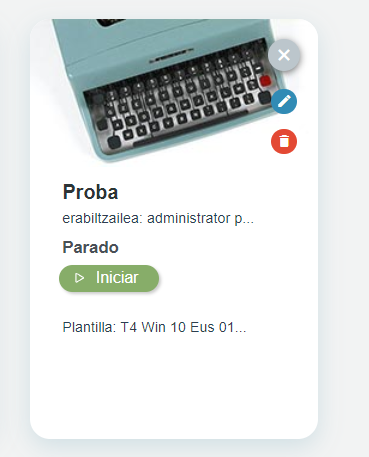 Proba
erabiltzailea: administrator p...
Parado
Iniciar
Plantilla: T4 Win 10 Eus 01...